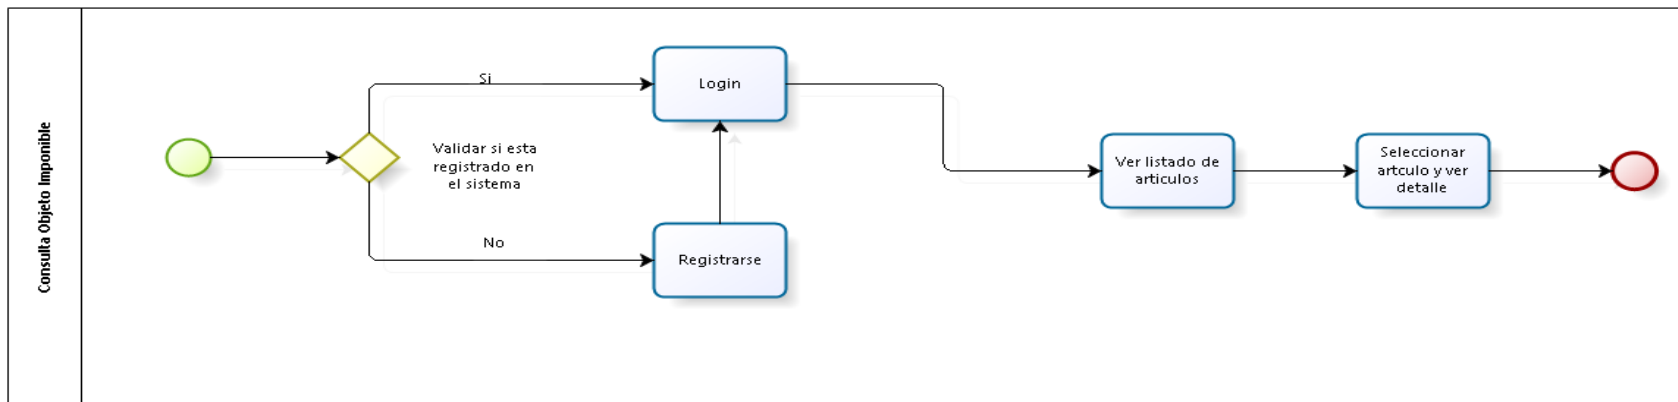 Consulta Objeto Imponible
Si
Login
Validar si esta
registrado en
el sistema
No
Registrarse
Ver listado de
articulos
Seleccionar
artculo y ver
detalle